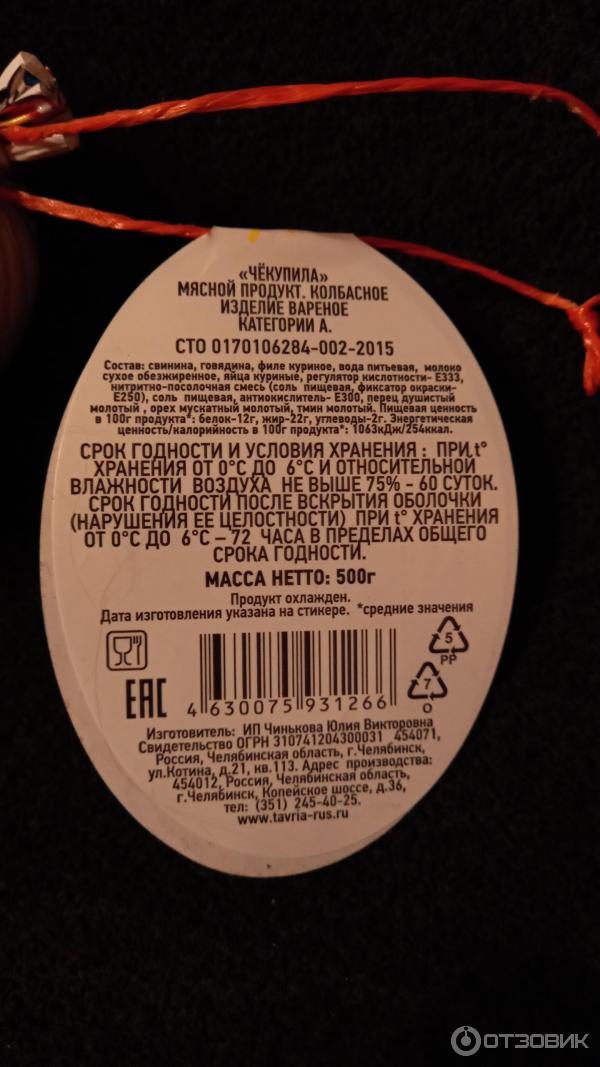 «ЧЁКУПИЛА»
МЯСНОЙ ПРОДУКТ. КОЛБАСНОЕ
ИЗДЕЛИЕ ВАРЕНОЕ
КАТЕГОРИИ А.
СТО 0170106284-002-2015
Состав: свинина, говядина, филе куриное, вода питьевая, молоко
сухое обезжиренное, яйца куриные, регулятор кислотности- Е333,
нитритно-посолочная смесь (соль пищевая, фиксатор окраски-
Е250), соль пищевая, антиокислитель- Е300, перец душистый
молотый , орех мускатный молотый, тмин молотый. Пищевая ценность
в 100г продукта*: белок-12г, жир-22г, углеводы-2г. Энергетическая
ценность/калорийность в 100г продукта*: 1063кДж/254ккал.
СРОК ГОДНОСТИ И УСЛОВИЯ ХРАНЕНИЯ : ПРИ t°
ХРАНЕНИЯ ОТ 0°С ДО 6°С И ОТНОСИТЕЛЬНОЙ
ВЛАЖНОСТИ ВОЗДУХА НЕ ВЫШЕ 75% - 60 СУТОК.
СРОК ГОДНОСТИ ПОСЛЕ ВСКРЫТИЯ ОБОЛОЧКИ
(НАРУШЕНИЯ ЕЕ ЦЕЛОСТНОСТИ) ПРИ t° ХРАНЕНИЯ
ОТ 0°С ДО 6°С – 72 ЧАСА В ПРЕДЕЛАХ ОБЩЕГО
СРОКА ГОДНОСТИ.
МАССА НЕТТО: 500г
Продукт охлажден.
Дата изготовления указана на стикере. *средние значения
5
PP
7
O
EAC
4 630075 931266
Изготовитель: ИП Чинькова Юлия Викторовна
Свидетельство ОГРН 310741204300031 454071,
Россия, Челябинская область, г.Челябинск,
ул.Котина, д.21, кв.113. Адрес производства:
454012, Россия, Челябинская область,
г.Челябинск, Копейское шоссе, д.36,
тел: (351) 245-40-25.
www.tavria-rus.ru
ОТЗОВИК